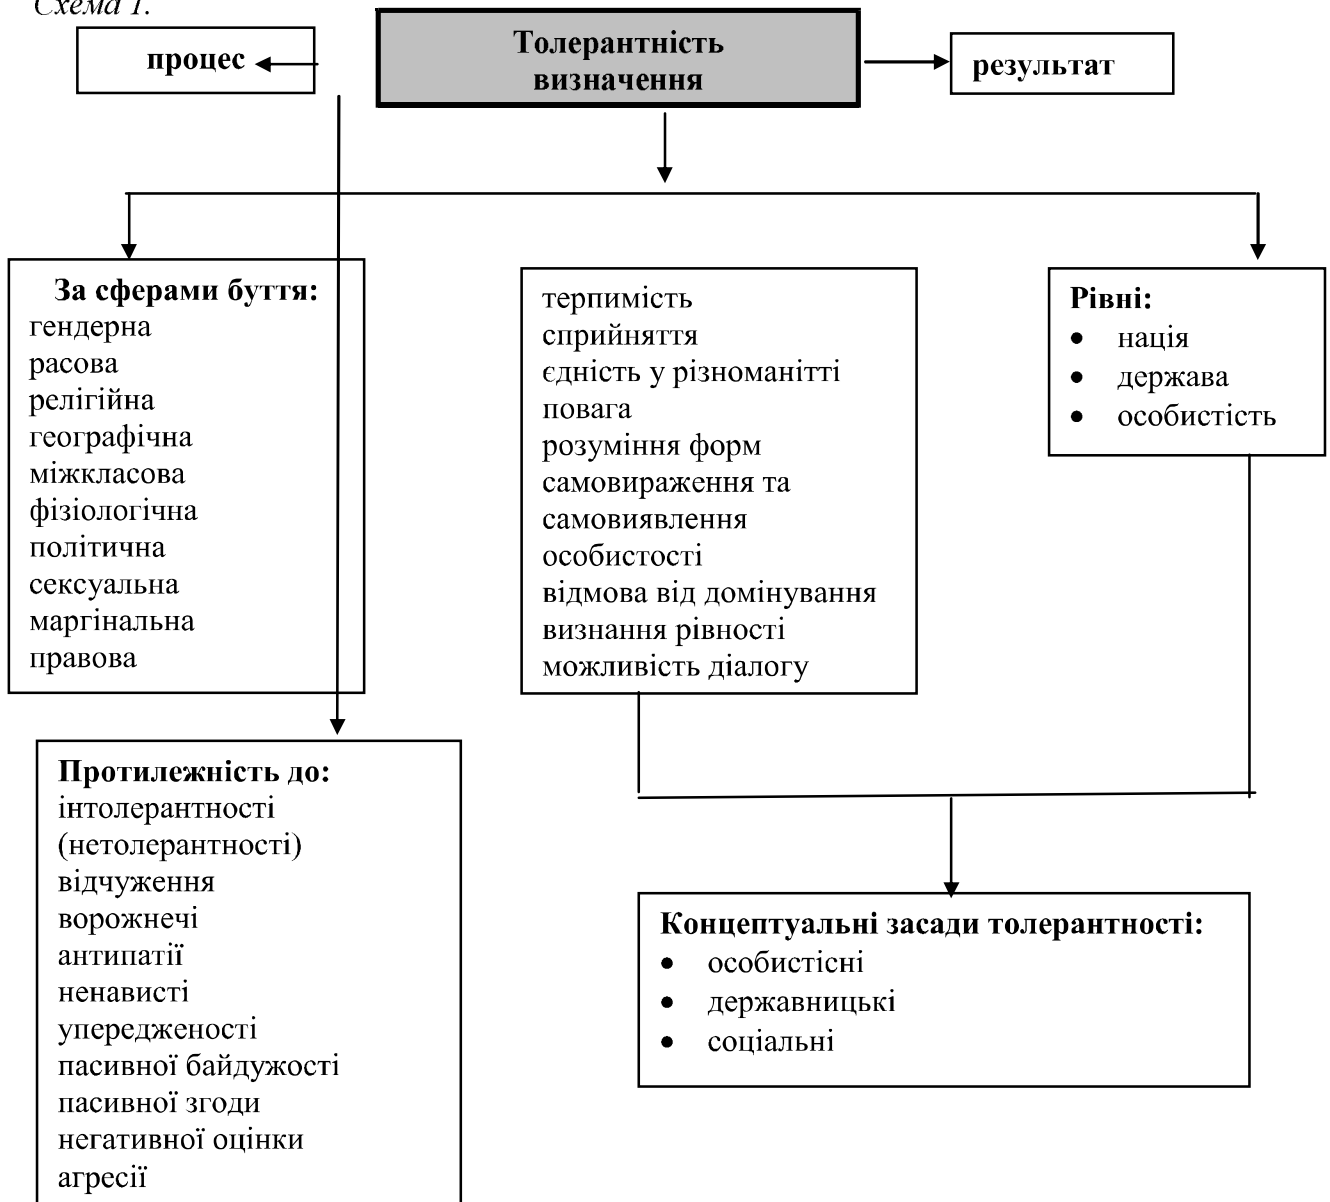 Схема 1.
процес
Толерантність
визначення
результат
За сферами буття:
гендерна
расова
релігійна
географічна
міжкласова
фізіологічна
політична
сексуальна
маргінальна
правова
терпимість
сприйняття
єдність у різноманітті
повага
розуміння форм
самовираження та
самовиявлення
особистості
відмова від домінування
визнання рівності
можливість діалогу
Рівні:
• нація
• держава
• особистість
Протилежність до:
інтолерантності
(нетолерантності)
відчуження
ворожнечі
антипатії
ненависті
упередженості
пасивної байдужості
пасивної згоди
негативної оцінки
агресії
Концептуальні засади толерантності:
• особистісні
• державницькі
• соціальні